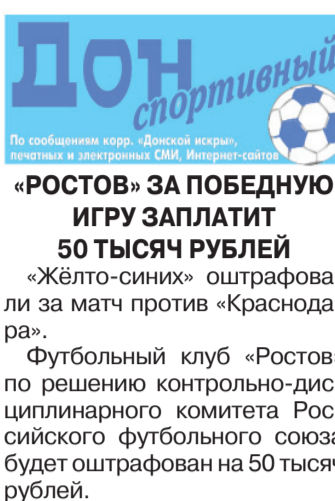 Дон
спортивный
По сообщениям корр. «Донской искры»,
печатных и электронных СМИ, Интернет-сайтов
«РОСТОВ» ЗА ПОБЕДНУЮ
ИГРУ ЗАПЛАТИТ
50 ТЫСЯЧ РУБЛЕЙ
«Жёлто-синих» оштрафова
ли за матч против «Краснода
ра».
Футбольный клуб «Ростов»
по решению контрольно-дис
циплинарного комитета Рос
сийского футбольного союза
будет оштрафован на 50 тысяч
рублей.